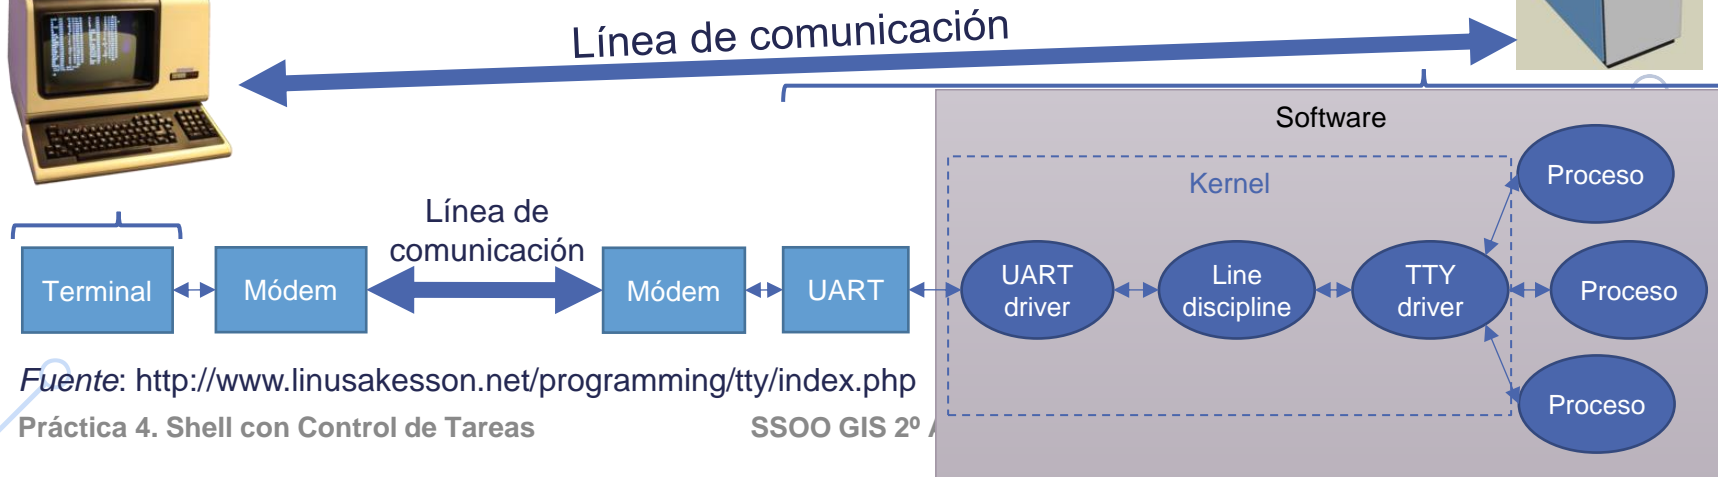 Línea de comunicación
Software
Kernel
Línea de
comunicación
Terminal
Módem
Módem
UART
UART
driver
Line
discipline
TTY
driver
Proceso
Proceso
Proceso
Fuente: http://www.linusakesson.net/programming/tty/index.php
Práctica 4. Shell con Control de Tareas
SSOO GIS 2º